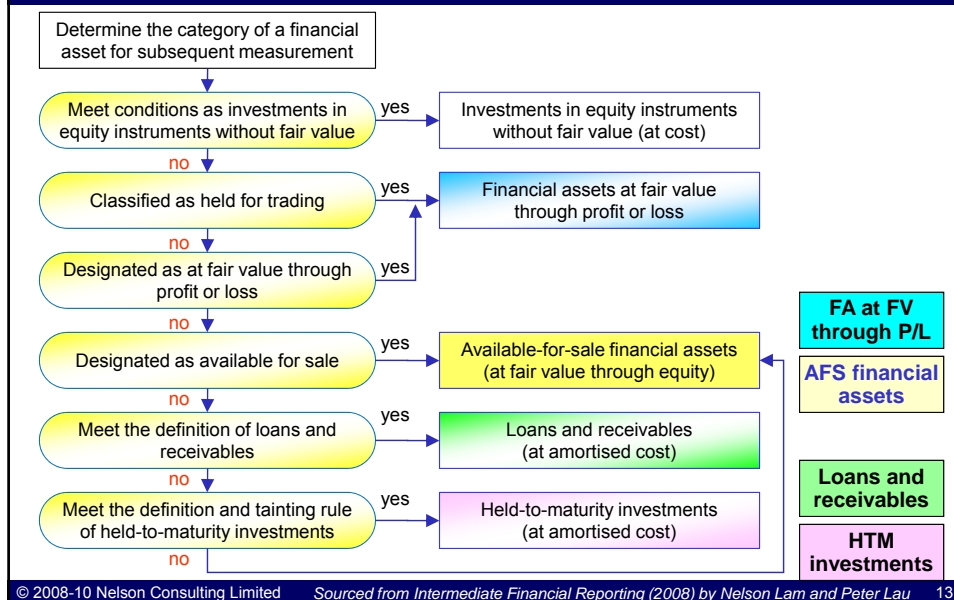 Determine the category of a financial
asset for subsequent measurement
Meet conditions as investments in
equity instruments without fair value
yes
Investments in equity instruments
without fair value (at cost)
no
Classified as held for trading
yes
Financial assets at fair value
through profit or loss
no
Designated as at fair value through
profit or loss
yes
no
Designated as available for sale
yes
Available-for-sale financial assets
(at fair value through equity)
no
Meet the definition of loans and
receivables
yes
Loans and receivables
(at amortised cost)
no
Meet the definition and tainting rule
of held-to-maturity investments
yes
Held-to-maturity investments
(at amortised cost)
no
FA at FV
through P/L
AFS financial
assets
Loans and
receivables
HTM
investments
© 2008-10 Nelson Consulting Limited Sourced from Intermediate Financial Reporting (2008) by Nelson Lam and Peter Lau 13